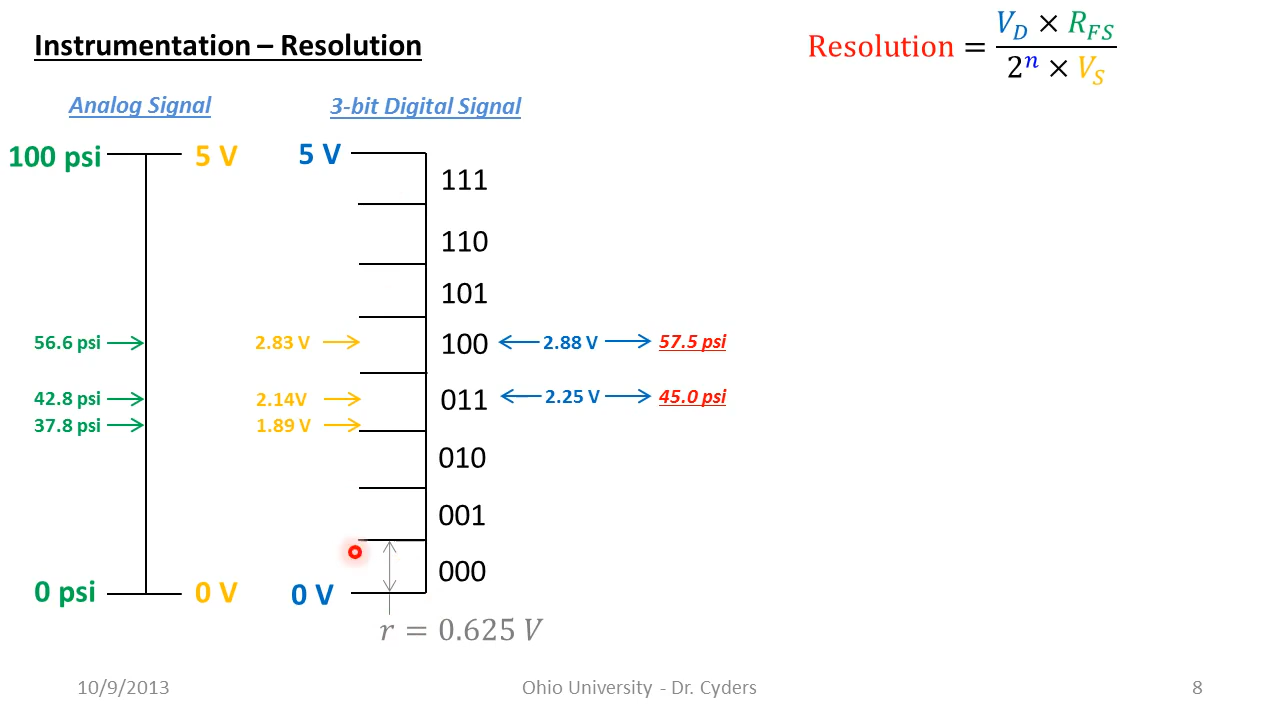 Instrumentation – Resolution
Resolution = \frac{V_D × R_{FS}}{2^n × V_S}
Analog Signal
3-bit Digital Signal
100 psi
5 V
5 V
111
110
101
56.6 psi
2.83 V
100
2.88 V
57.5 psi
42.8 psi
2.14V
011
2.25 V
45.0 psi
37.8 psi
1.89 V
010
001
000
0 psi
0 V
0 V
r = 0.625 V
10/9/2013
Ohio University - Dr. Cyders
8